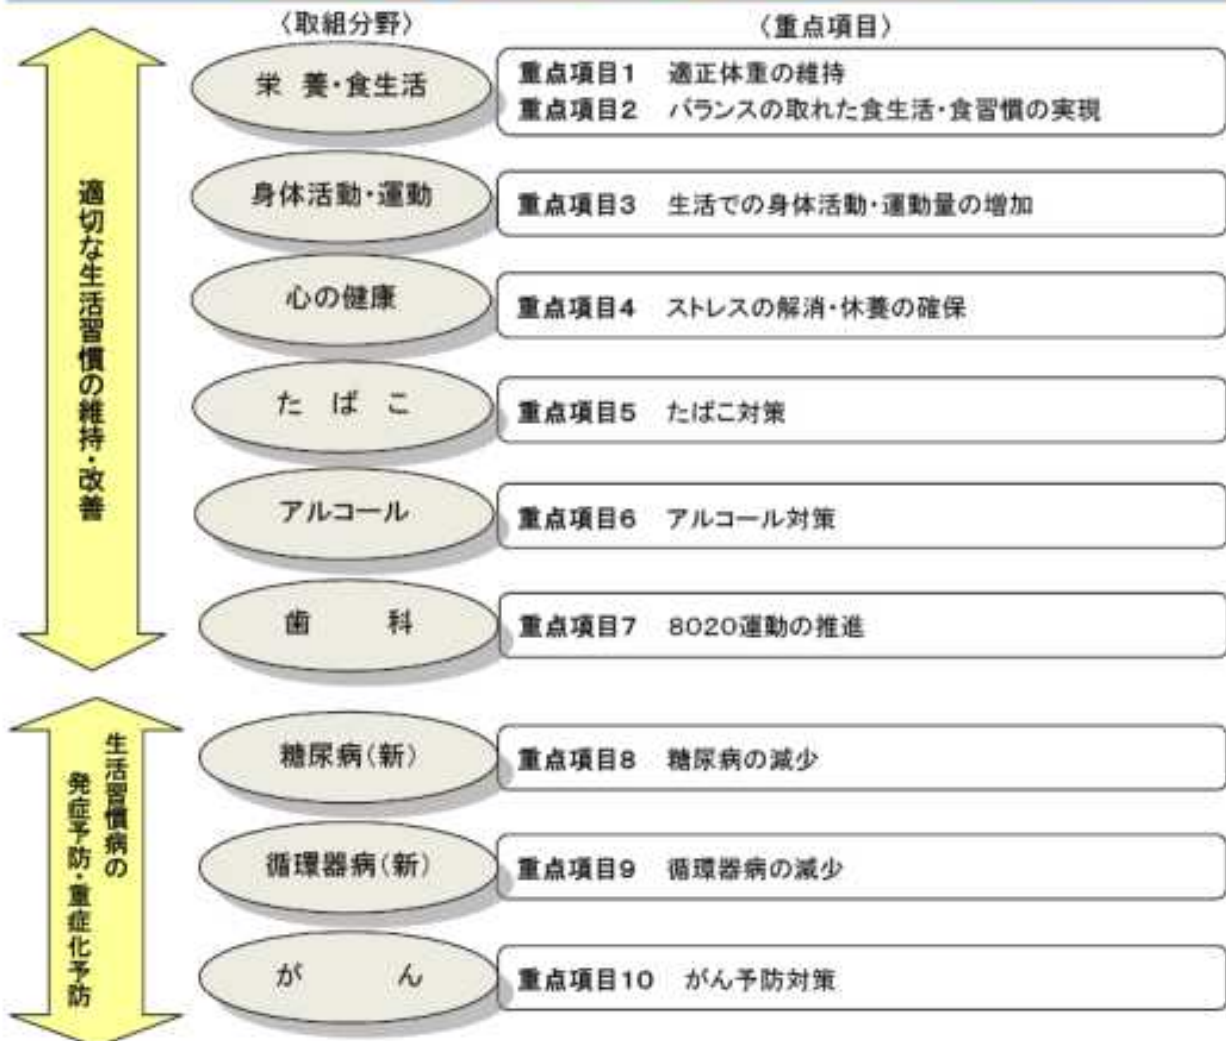 〈取組分野〉
〈重点項目〉
適切な生活習慣の維持・改善
栄 養・食生活
重点項目1 適正体重の維持
重点項目2 バランスの取れた食生活・食習慣の実現
身体活動・運動
重点項目3 生活での身体活動・運動量の増加
心の健康
重点項目4 ストレスの解消・休養の確保
た ば こ
重点項目5 たばこ対策
アルコール
重点項目6 アルコール対策
歯 科
重点項目7 8020運動の推進
生活習慣病の
発症予防・重症化予防
糖尿病(新)
重点項目8 糖尿病の減少
循環器病(新)
重点項目9 循環器病の減少
が ん
重点項目10 がん予防対策